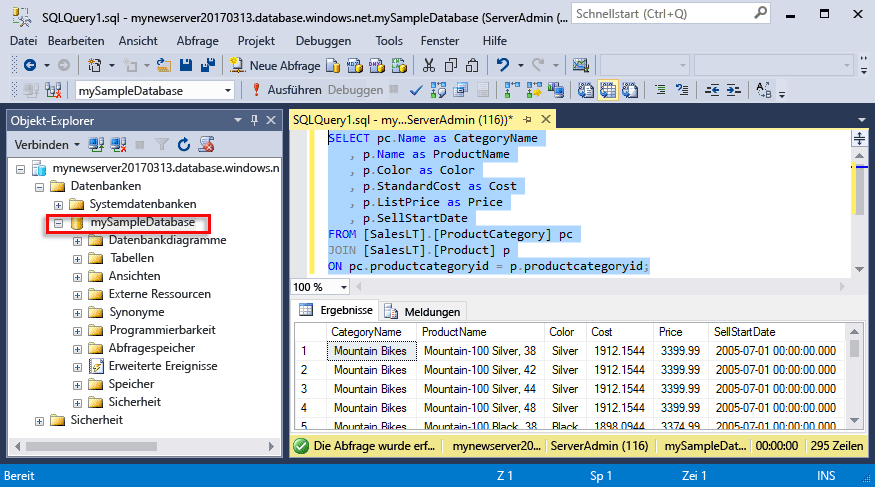 SQLQuery1.sql - mynewserver20170313.database.windows.net.mySampleDatabase (ServerAdmin (116))*
Schnellstart (Ctrl+Q)
Datei Bearbeiten Ansicht Abfrage Projekt Debuggen Tools Fenster Hilfe
Neue Abfrage MDX DMX XMLA DAX
mySampleDatabase Ausführen Debuggen
Objekt-Explorer
Verbinden
mynewserver20170313.database.windows.n
Datenbanken
Systemdatenbanken
mySampleDatabase
Datenbankdiagramme
Tabellen
Ansichten
Externe Ressourcen
Synonyme
Programmierbarkeit
Abfragespeicher
Erweiterte Ereignisse
Speicher
Sicherheit
Sicherheit
SQLQuery1.sql - my...ServerAdmin (116))*
SELECT pc.Name as CategoryName
, p.Name as ProductName
, p.Color as Color
, p.StandardCost as Cost
, p.ListPrice as Price
, p.SellStartDate
FROM [SalesLT].[ProductCategory] pc
JOIN [SalesLT].[Product] p
ON pc.productcategoryid = p.productcategoryid;
100 %
Ergebnisse Meldungen
CategoryName ProductName Color Cost Price SellStartDate
1 Mountain Bikes Mountain-100 Silver, 38 Silver 1912.1544 3399.99 2005-07-01 00:00:00.000
2 Mountain Bikes Mountain-100 Silver, 42 Silver 1912.1544 3399.99 2005-07-01 00:00:00.000
3 Mountain Bikes Mountain-100 Silver, 44 Silver 1912.1544 3399.99 2005-07-01 00:00:00.000
4 Mountain Bikes Mountain-100 Silver, 48 Silver 1912.1544 3399.99 2005-07-01 00:00:00.000
5 Mountain Bikes Mountain-100 Black, 38 Black 1898.0944 3374.99 2005-07-01 00:00:00.000
Die Abfrage wurde erf... mynewserver20... ServerAdmin (116) mySampleDat... 00:00:00 295 Zeilen
Bereit Z 1 Sp 1 Zei 1 INS